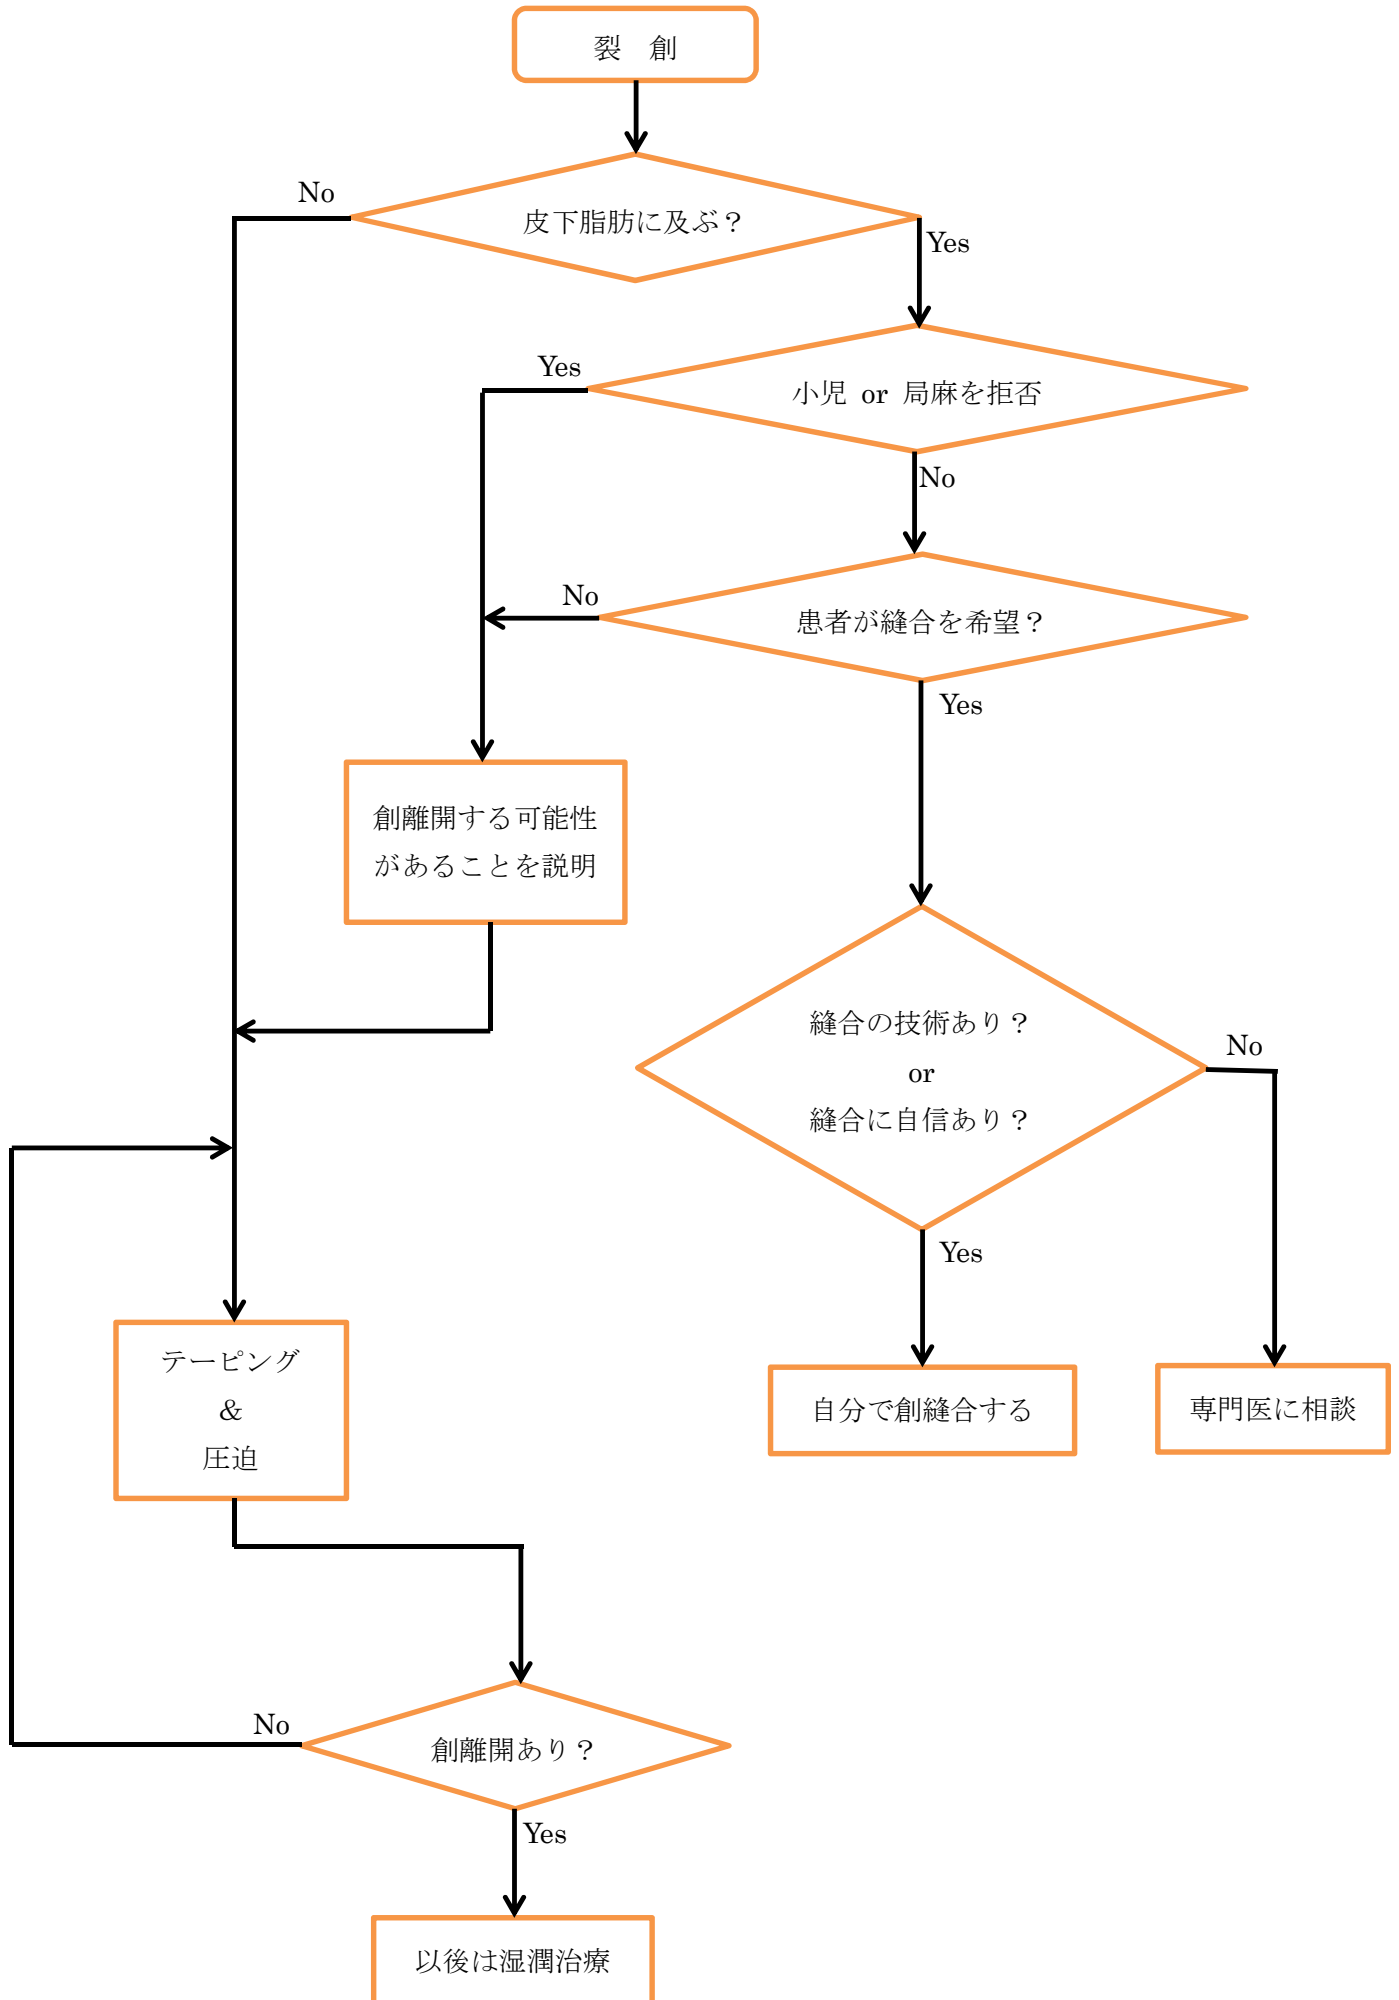 裂　創
No
皮下脂肪に及ぶ？
Yes
Yes
小児 or 局麻を拒否
No
No
患者が縫合を希望？
Yes
創離開する可能性
があることを説明
縫合の技術あり？
or
縫合に自信あり？
No
Yes
テーピング
&
圧迫
自分で創縫合する
専門医に相談
No
創離開あり？
Yes
以後は湿潤治療